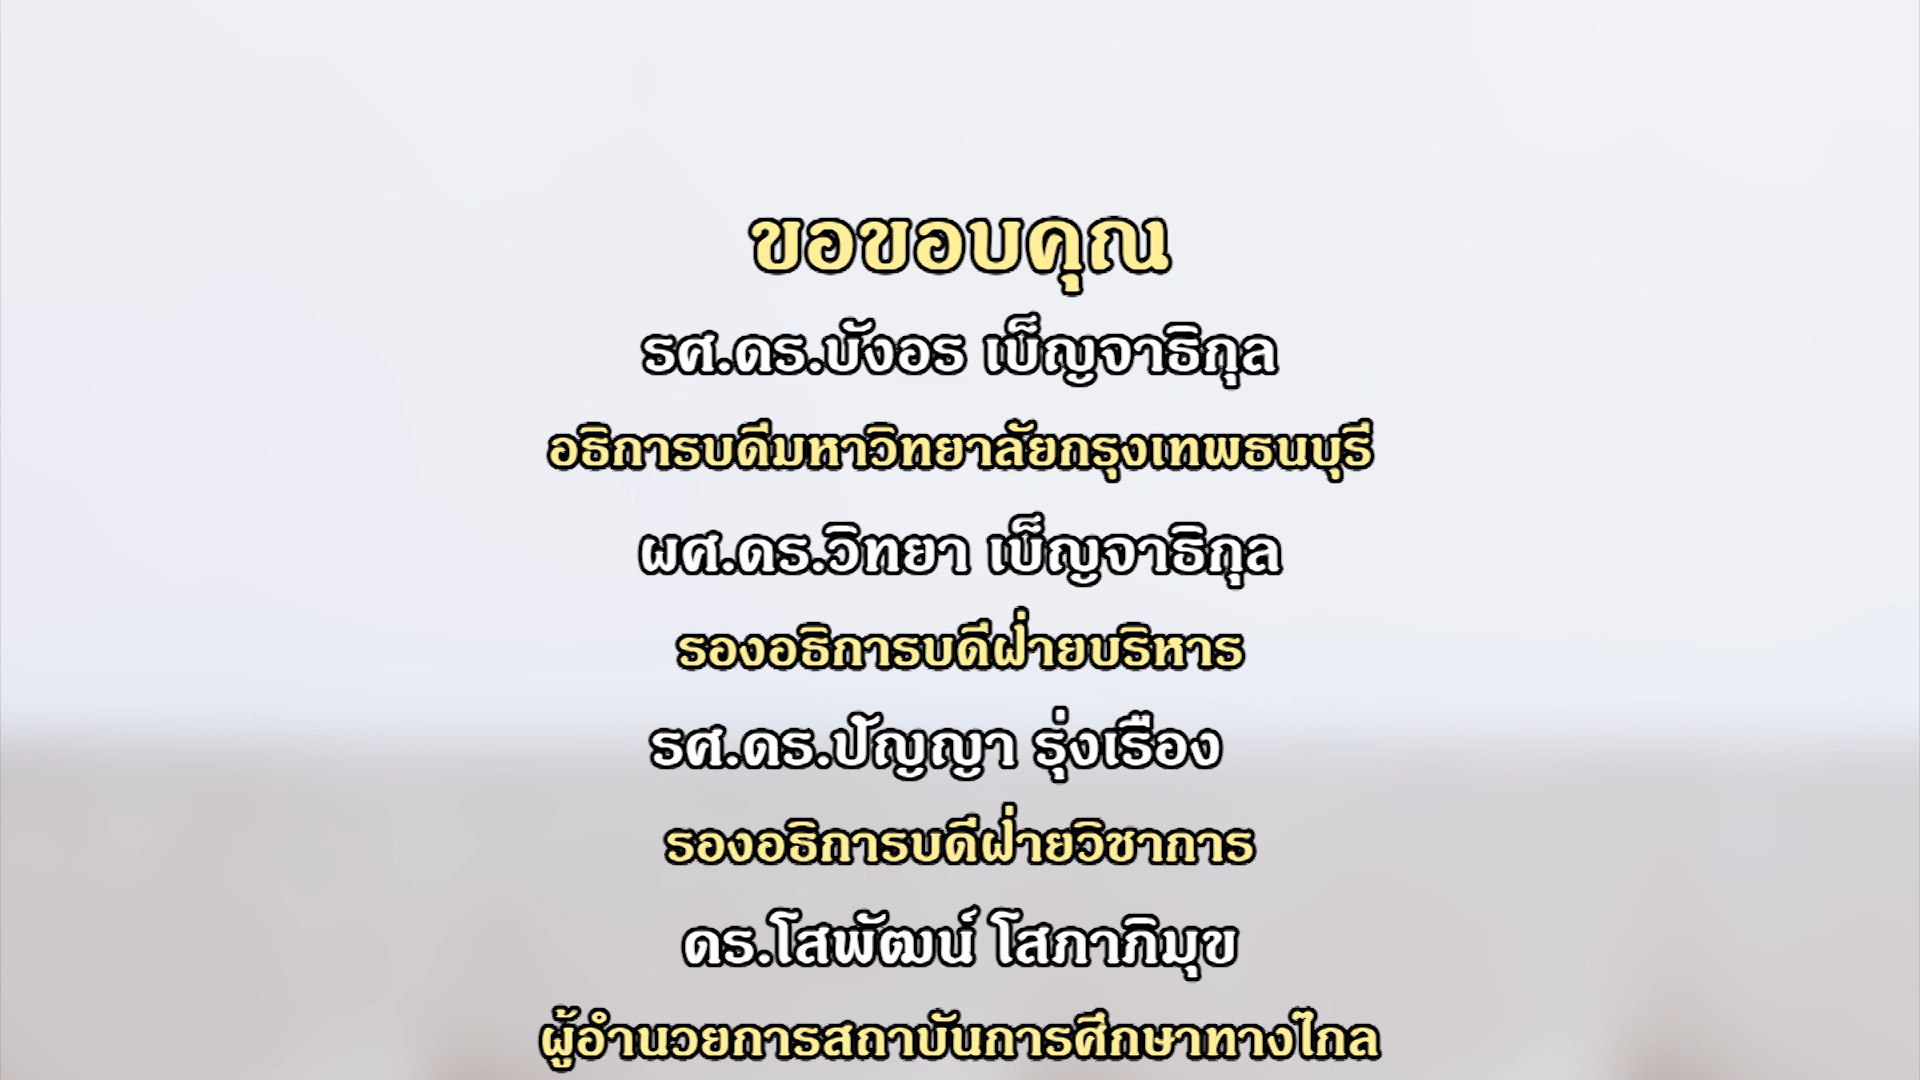 ขอขอบคุณ
รศ.ดร.บังอร เบ็ญจาธิกุล
อธิการบดีมหาวิทยาลัยกรุงเทพธนบุรี
ผศ.ดร.วิทยา เบ็ญจาธิกุล
รองอธิการบดีฝ่ายบริหาร
รศ.ดร.ปัญญา รุ่งเรือง
รองอธิการบดีฝ่ายวิชาการ
ดร.โสพัฒน์ โสภาภิมุข
ผู้อำนวยการสถาบันการศึกษาทางไกล